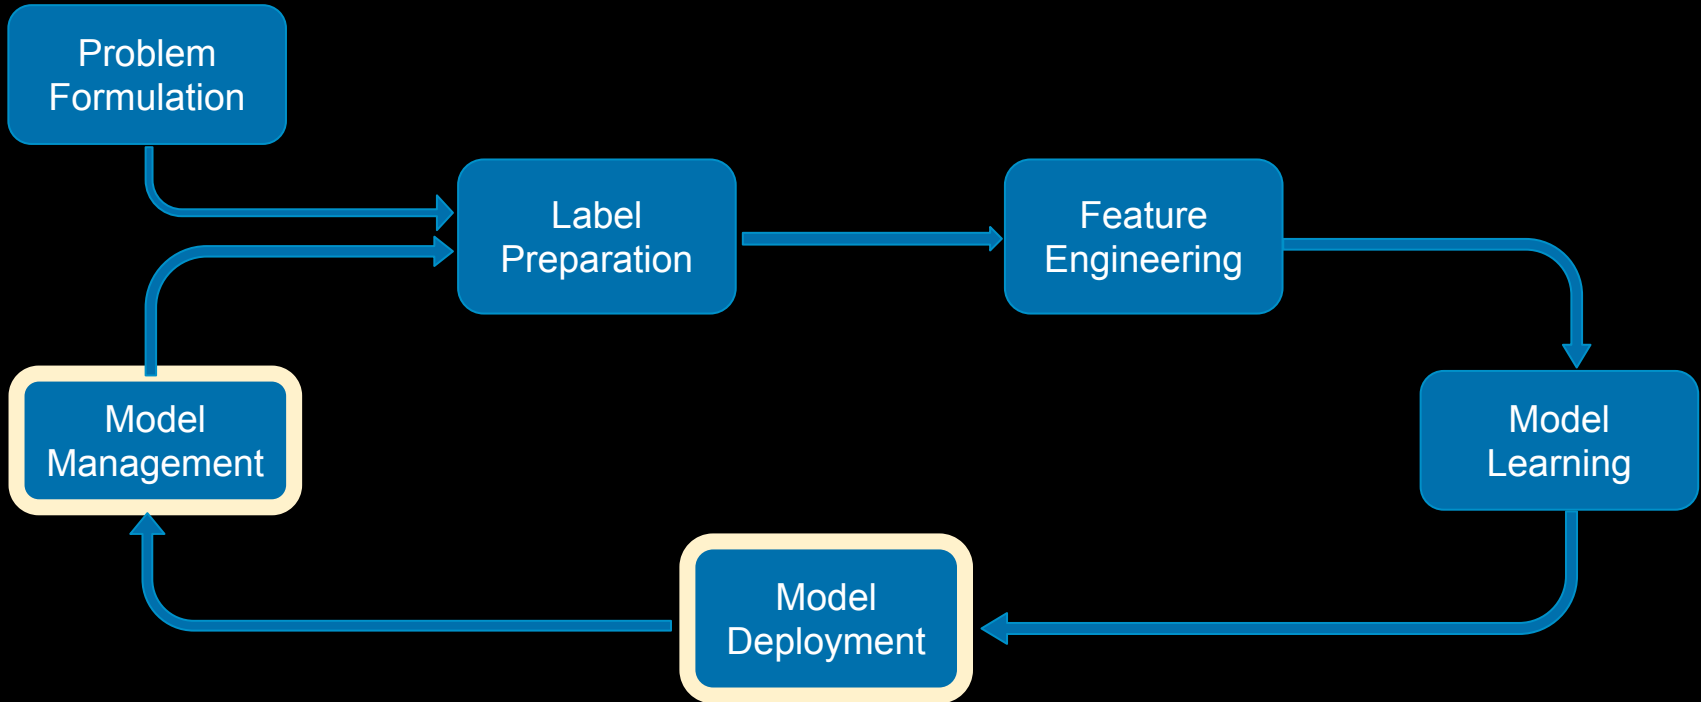 Problem
Formulation
Label
Preparation
Feature
Engineering
Model
Management
Model
Learning
Model
Deployment